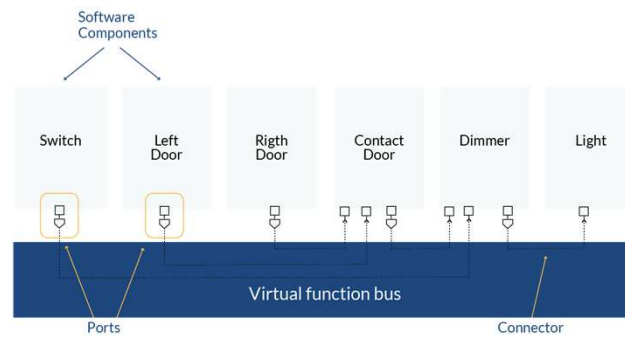 Software
Components
Switch
Left
Door
Rigth
Door
Contact
Door
Dimmer
Light
Virtual function bus
Ports
Connector